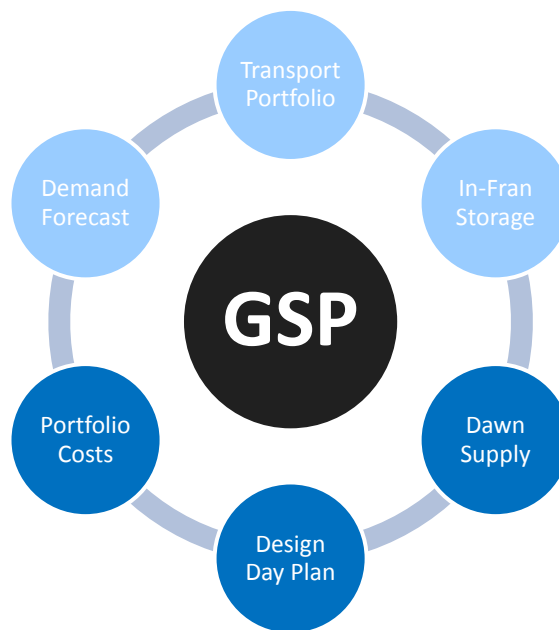 Transport
Portfolio
In-Fran
Storage
Dawn
Supply
Design
Day Plan
Portfolio
Costs
Demand
Forecast
GSP